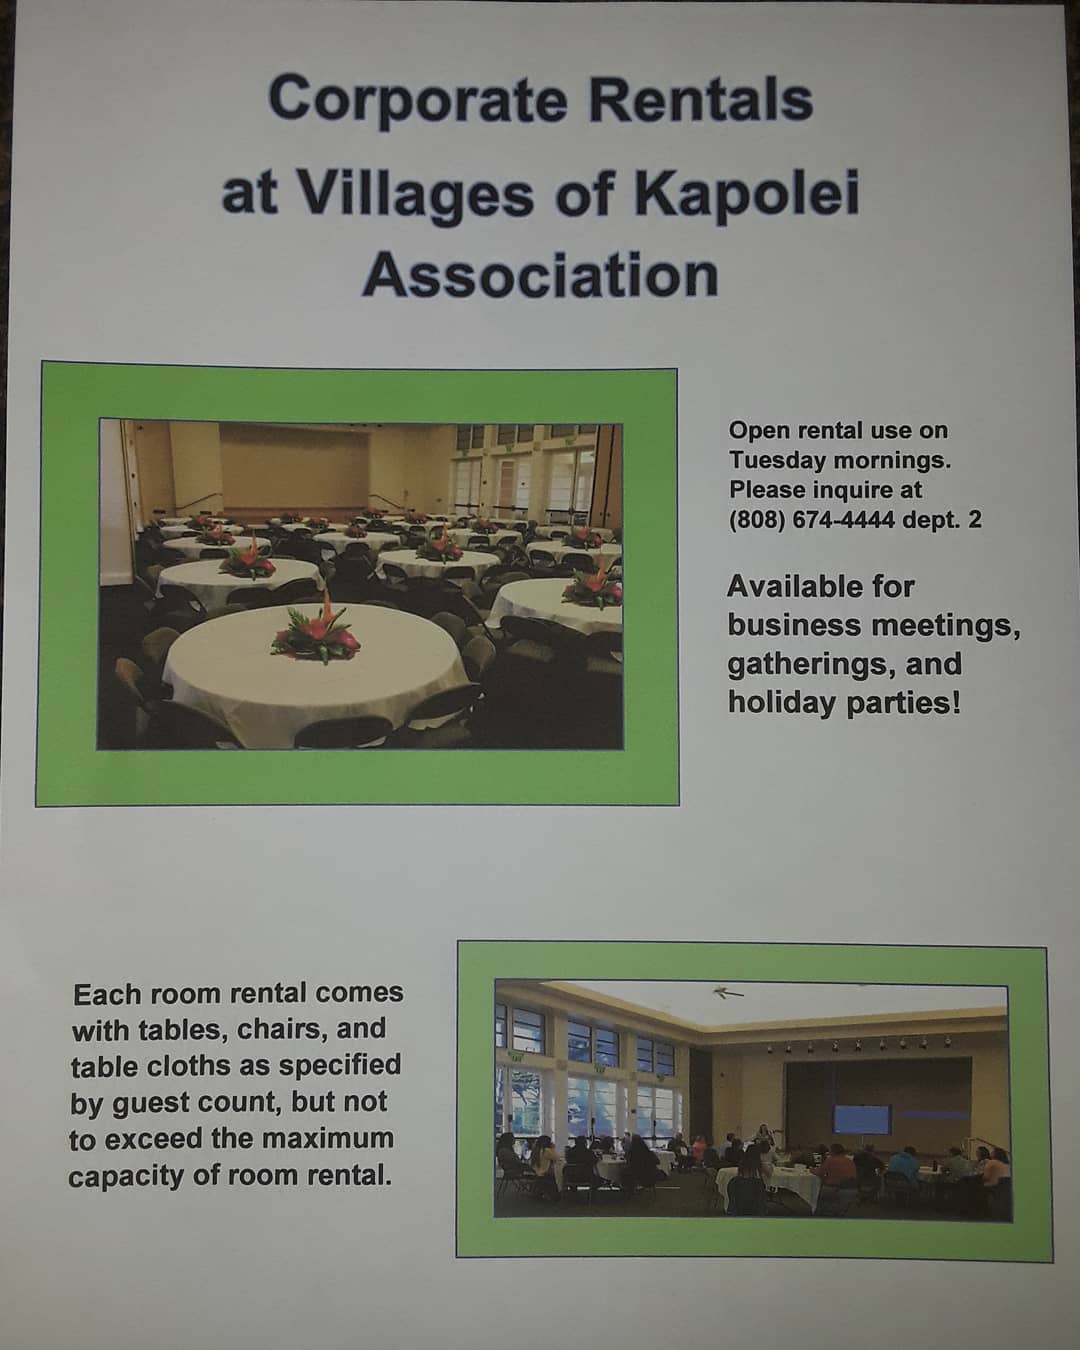 Corporate Rentals
at Villages of Kapolei
Association
Open rental use on
Tuesday mornings.
Please inquire at
(808) 674-4444 dept. 2
Available for
business meetings,
gatherings, and
holiday parties!
Each room rental comes
with tables, chairs, and
table cloths as specified
by guest count, but not
to exceed the maximum
capacity of room rental.